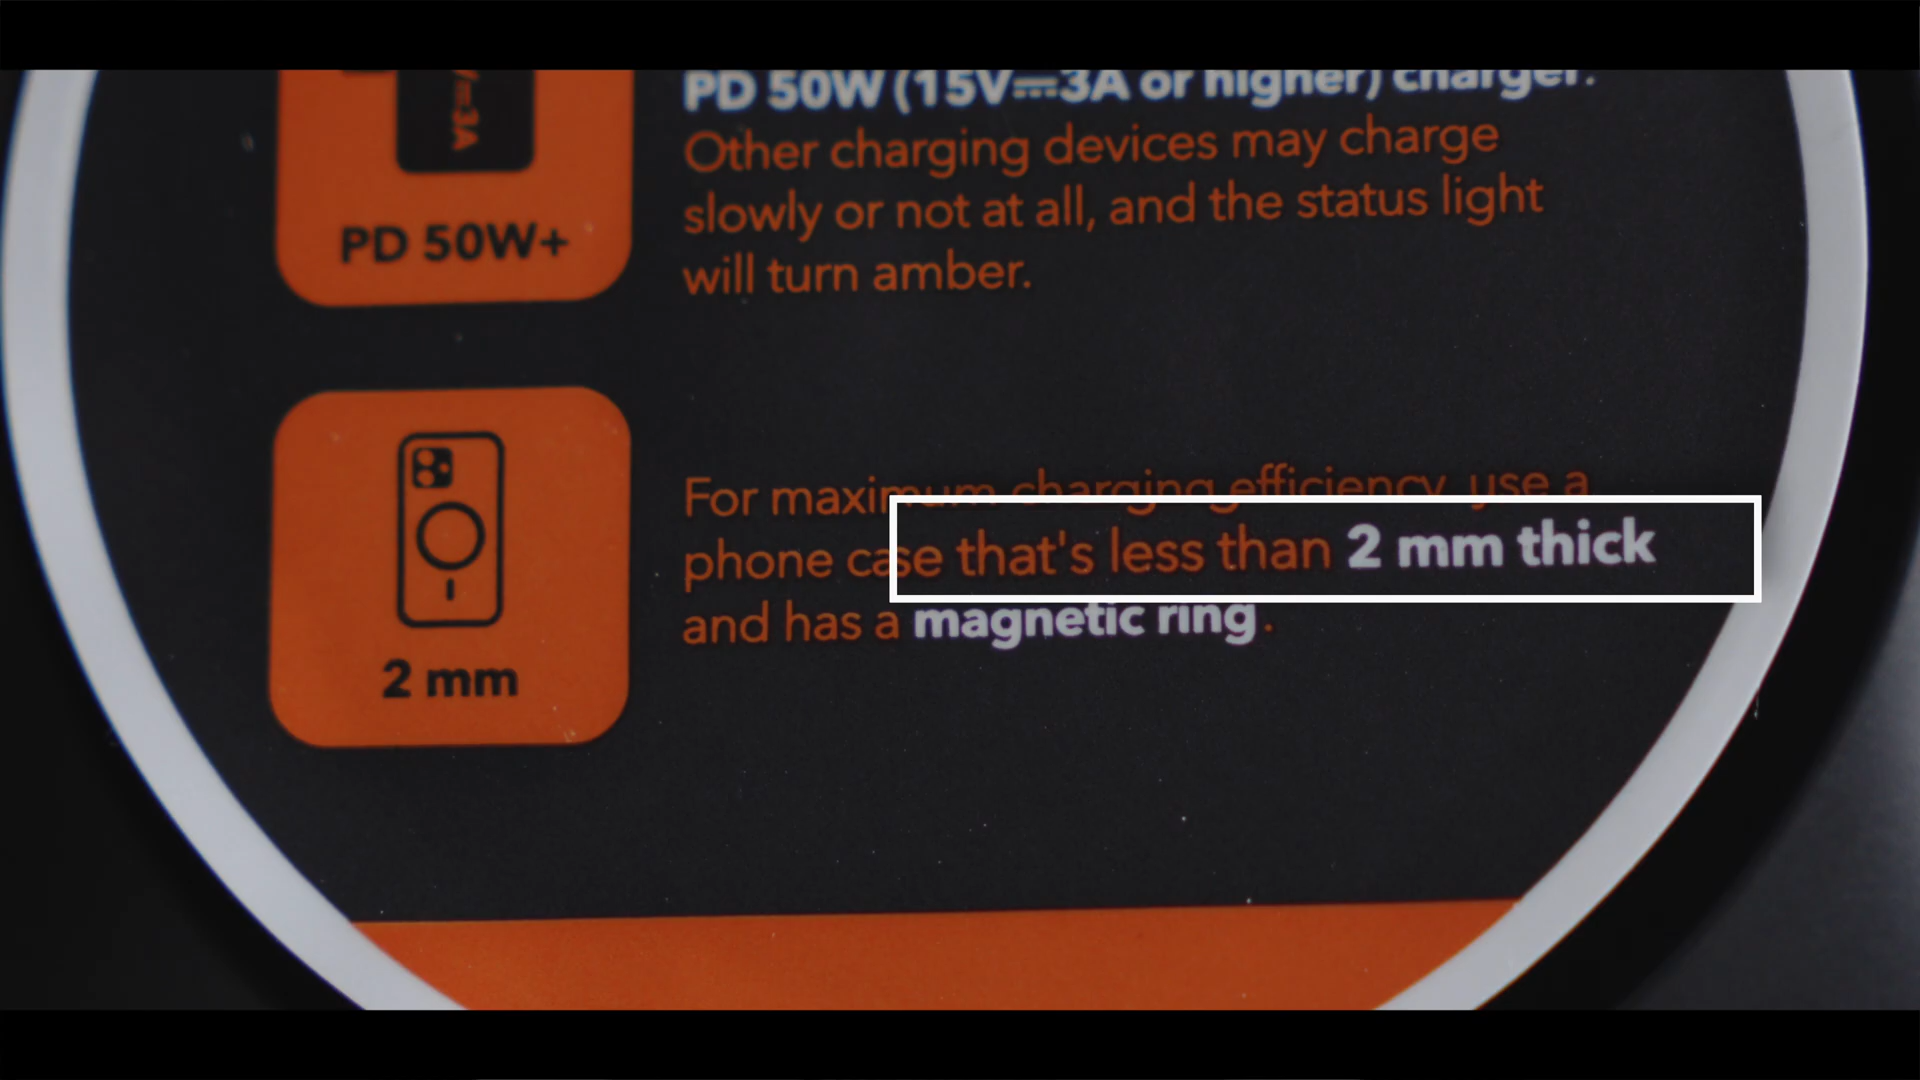 V⎓3A
PD 50W+
PD 50W (15V⎓3A or higher) charger.
Other charging devices may charge
slowly or not at all, and the status light
will turn amber.
2 mm
For maximum charging efficiency, use a
phone case that's less than 2 mm thick
and has a magnetic ring.